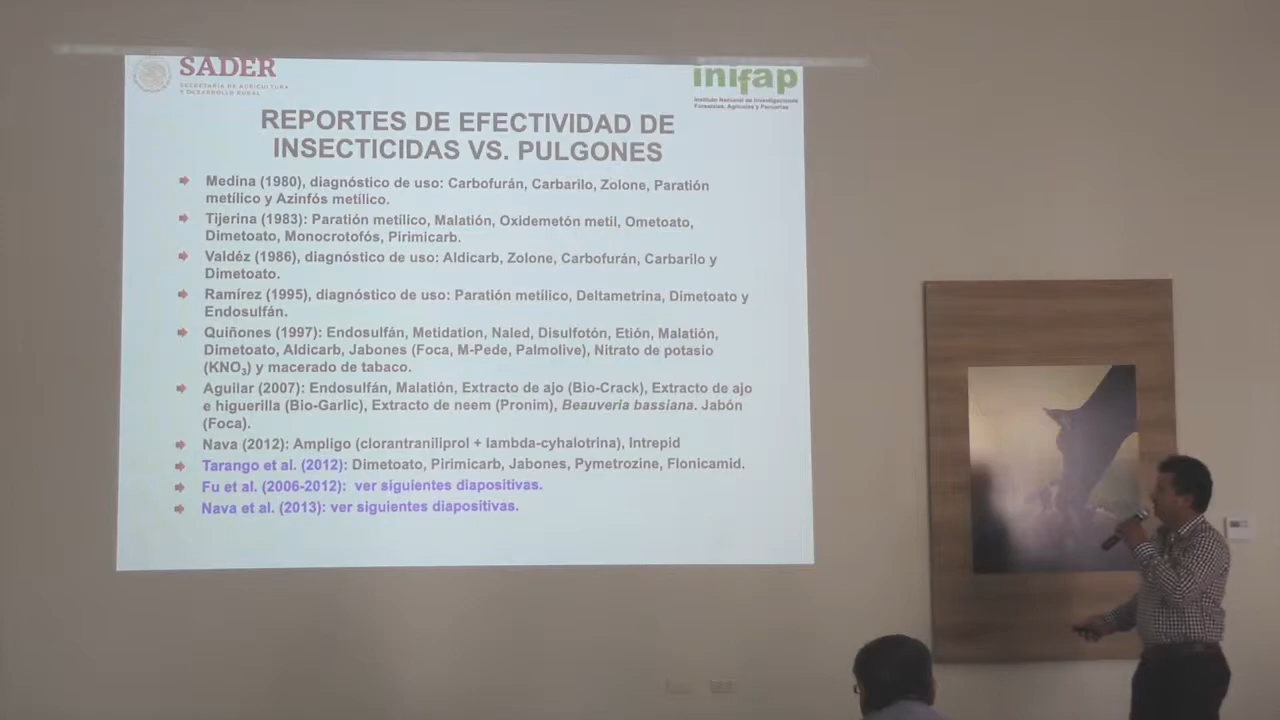 SADER
SECRETARÍA DE AGRICULTURA
Y DESARROLLO RURAL
inifap
Instituto Nacional de Investigaciones
Forestales, Agrícolas y Pecuarias
REPORTES DE EFECTIVIDAD DE
INSECTICIDAS VS. PULGONES
Medina (1980), diagnóstico de uso: Carbofurán, Carbarilo, Zolone, Paratión
metílico y Azinfós metílico.
Tijerina (1983): Paratión metílico, Malatión, Oxidemetón metil, Ometoato,
Dimetoato, Monocrotofós, Pirimicarb.
Valdéz (1986), diagnóstico de uso: Aldicarb, Zolone, Carbofurán, Carbarilo y
Dimetoato.
Ramírez (1995), diagnóstico de uso: Paratión metílico, Deltametrina, Dimetoato y
Endosulfán.
Quiñones (1997): Endosulfán, Metidation, Naled, Disulfotón, Etión, Malatión,
Dimetoato, Aldicarb, Jabones (Foca, M-Pede, Palmolive), Nitrato de potasio
(KNO₃) y macerado de tabaco.
Aguilar (2007): Endosulfán, Malatión, Extracto de ajo (Bio-Crack), Extracto de ajo
e higuerilla (Bio-Garlic), Extracto de neem (Pronim), Beauveria bassiana. Jabón
(Foca).
Nava (2012): Ampligo (clorantraniliprol + lambda-cyhalotrina), Intrepid
Tarango et al. (2012): Dimetoato, Pirimicarb, Jabones, Pymetrozine, Flonicamid.
Fu et al. (2006-2012): ver siguientes diapositivas.
Nava et al. (2013): ver siguientes diapositivas.